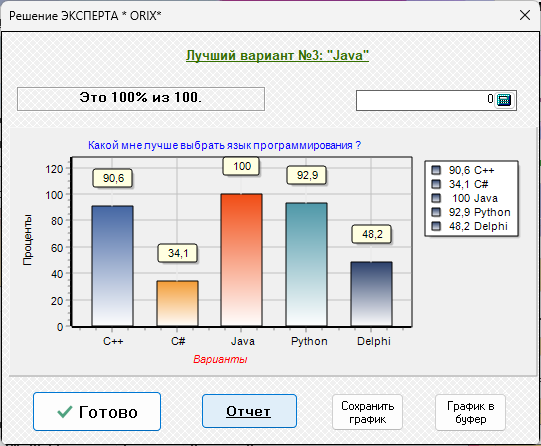 Решение ЭКСПЕРТА * ORIX*
Лучший вариант №3: "Java"
Это 100% из 100.
0
Какой мне лучше выбрать язык программирования ?
120
100
80
60
40
20
0
Проценты
90,6
34,1
100
92,9
48,2
C++
C#
Java
Python
Delphi
Варианты
90,6 C++
34,1 C#
100 Java
92,9 Python
48,2 Delphi
Готово
Отчет
Сохранить
график
График в
буфер